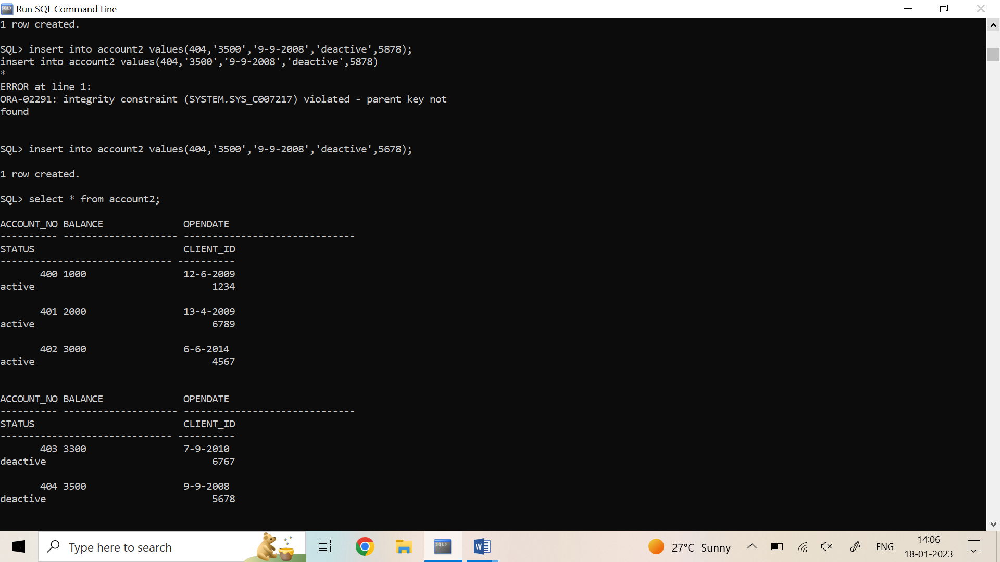 Run SQL Command Line
1 row created.
SQL> insert into account2 values(404,'3500','9-9-2008','deactive',5878);
insert into account2 values(404,'3500','9-9-2008','deactive',5878)
*
ERROR at line 1:
ORA-02291: integrity constraint (SYSTEM.SYS_C007217) violated - parent key not
found
SQL> insert into account2 values(404,'3500','9-9-2008','deactive',5678);
1 row created.
SQL> select * from account2;
ACCOUNT_NO BALANCE              OPENDATE
---------- -------------------- ------------------------------
STATUS                          CLIENT_ID
------------------------------ ----------
       400 1000                 12-6-2009
active                               1234
       401 2000                 13-4-2009
active                               6789
       402 3000                 6-6-2014
active                               4567
ACCOUNT_NO BALANCE              OPENDATE
---------- -------------------- ------------------------------
STATUS                          CLIENT_ID
------------------------------ ----------
       403 3300                 7-9-2010
deactive                             6767
       404 3500                 9-9-2008
deactive                             5678
Type here to search
SQL>
W
27°C Sunny
ENG
14:06
18-01-2023